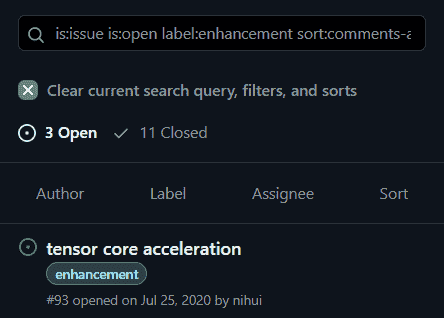 is:issue is:open label:enhancement sort:comments-a
Clear current search query, filters, and sorts
3 Open 11 Closed
Author Label Assignee Sort
tensor core acceleration
enhancement
#93 opened on Jul 25, 2020 by nihui